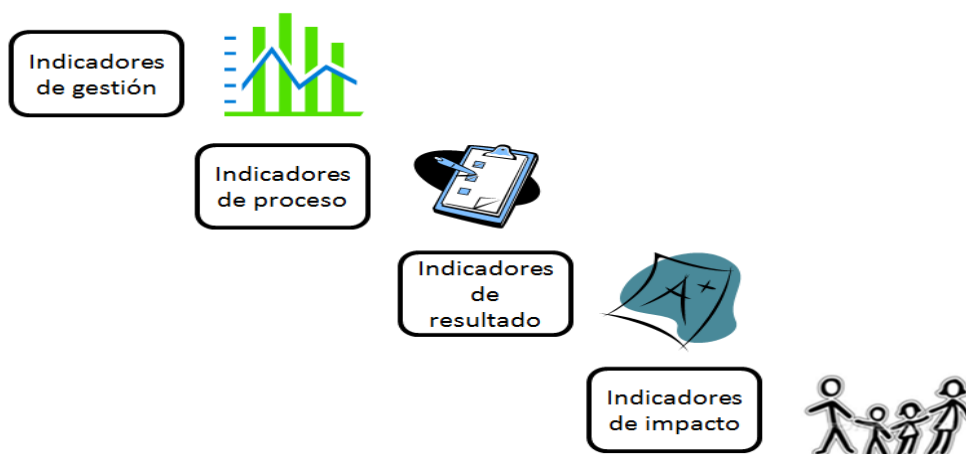 Indicadores
de gestión
Indicadores
de proceso
Indicadores
de
resultado
A+
Indicadores
de impacto